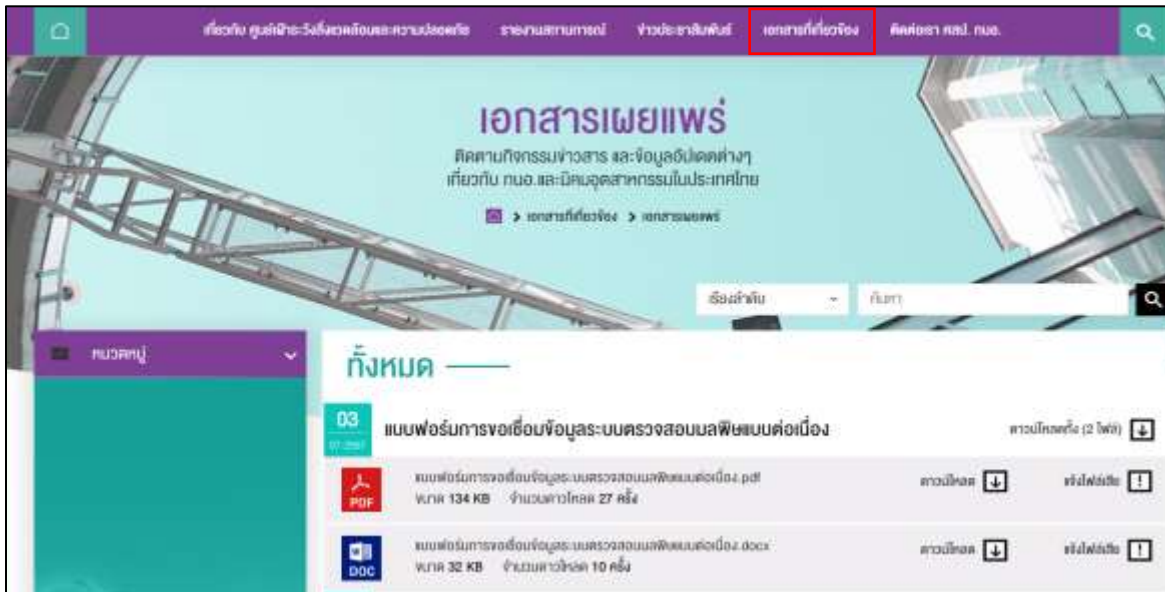 เกี่ยวกับ ศูนย์เฝ้าระวังสิ่งแวดล้อมและความปลอดภัย รายงานสถานการณ์ ข่าวประชาสัมพันธ์ เอกสารที่เกี่ยวข้อง ติดต่อเรา ศสป. กนอ.
เอกสารเผยแพร่
ติดตามกิจกรรมข่าวสาร และข้อมูลอัปเดตต่างๆ
เกี่ยวกับ กนอ.และนิคมอุตสาหกรรมในประเทศไทย
> เอกสารที่เกี่ยวข้อง > เอกสารเผยแพร่
เรียงลำดับ ค้นหา
หมวดหมู่
ทั้งหมด
03
แบบฟอร์มการขอเชื่อมข้อมูลระบบตรวจสอบมลพิษแบบต่อเนื่อง ดาวน์โหลดทั้ง (2 ไฟล์)
PDF
แบบฟอร์มการขอเชื่อมข้อมูลระบบตรวจสอบมลพิษแบบต่อเนื่อง.pdf ดาวน์โหลด แจ้งไฟล์เสีย
ขนาด 134 KB จำนวนดาวโหลด 27 ครั้ง
DOC
แบบฟอร์มการขอเชื่อมข้อมูลระบบตรวจสอบมลพิษแบบต่อเนื่อง.docx ดาวน์โหลด แจ้งไฟล์เสีย
ขนาด 32 KB จำนวนดาวโหลด 10 ครั้ง